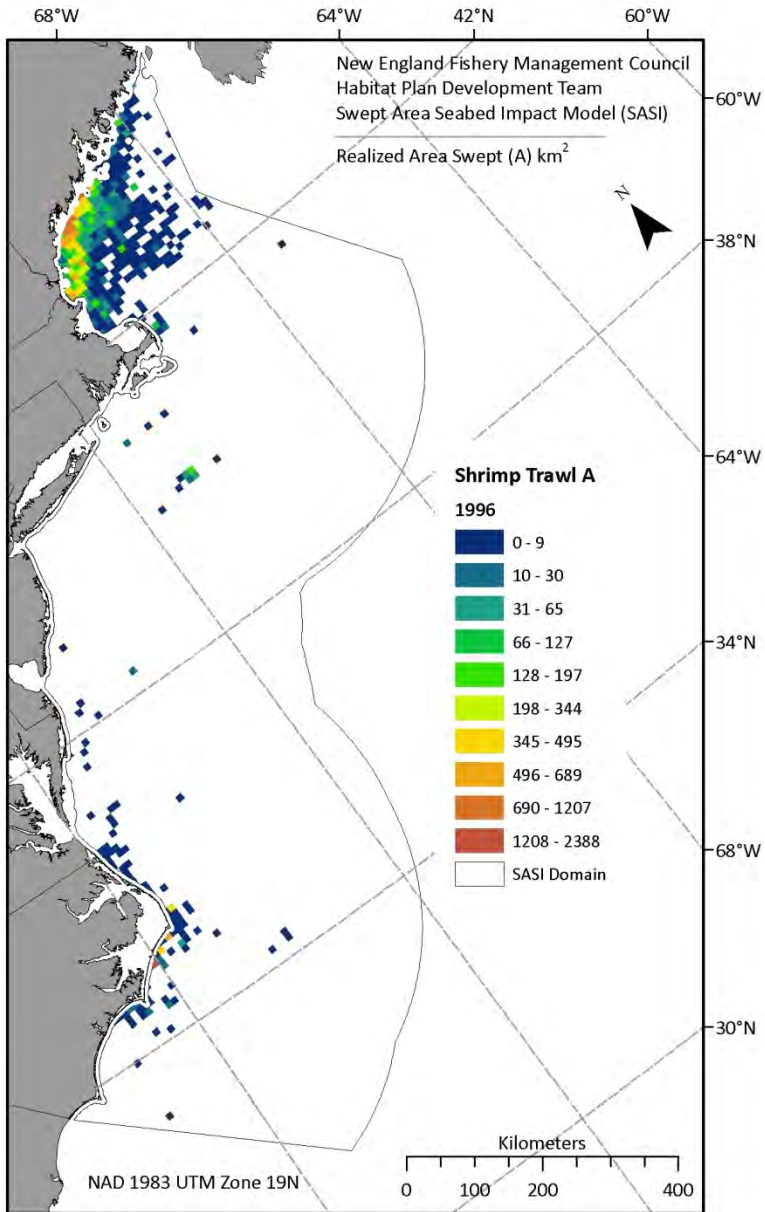 68°W 64°W 42°N 60°W
New England Fishery Management Council
Habitat Plan Development Team
Swept Area Seabed Impact Model (SASI)
Realized Area Swept (A) km²
60°W
N
38°N
64°W
Shrimp Trawl A
1996
0 - 9
10 - 30
31 - 65
66 - 127
128 - 197
198 - 344
345 - 495
496 - 689
690 - 1207
1208 - 2388
SASI Domain
34°N
68°W
30°N
Kilometers
0 100 200 300 400
NAD 1983 UTM Zone 19N